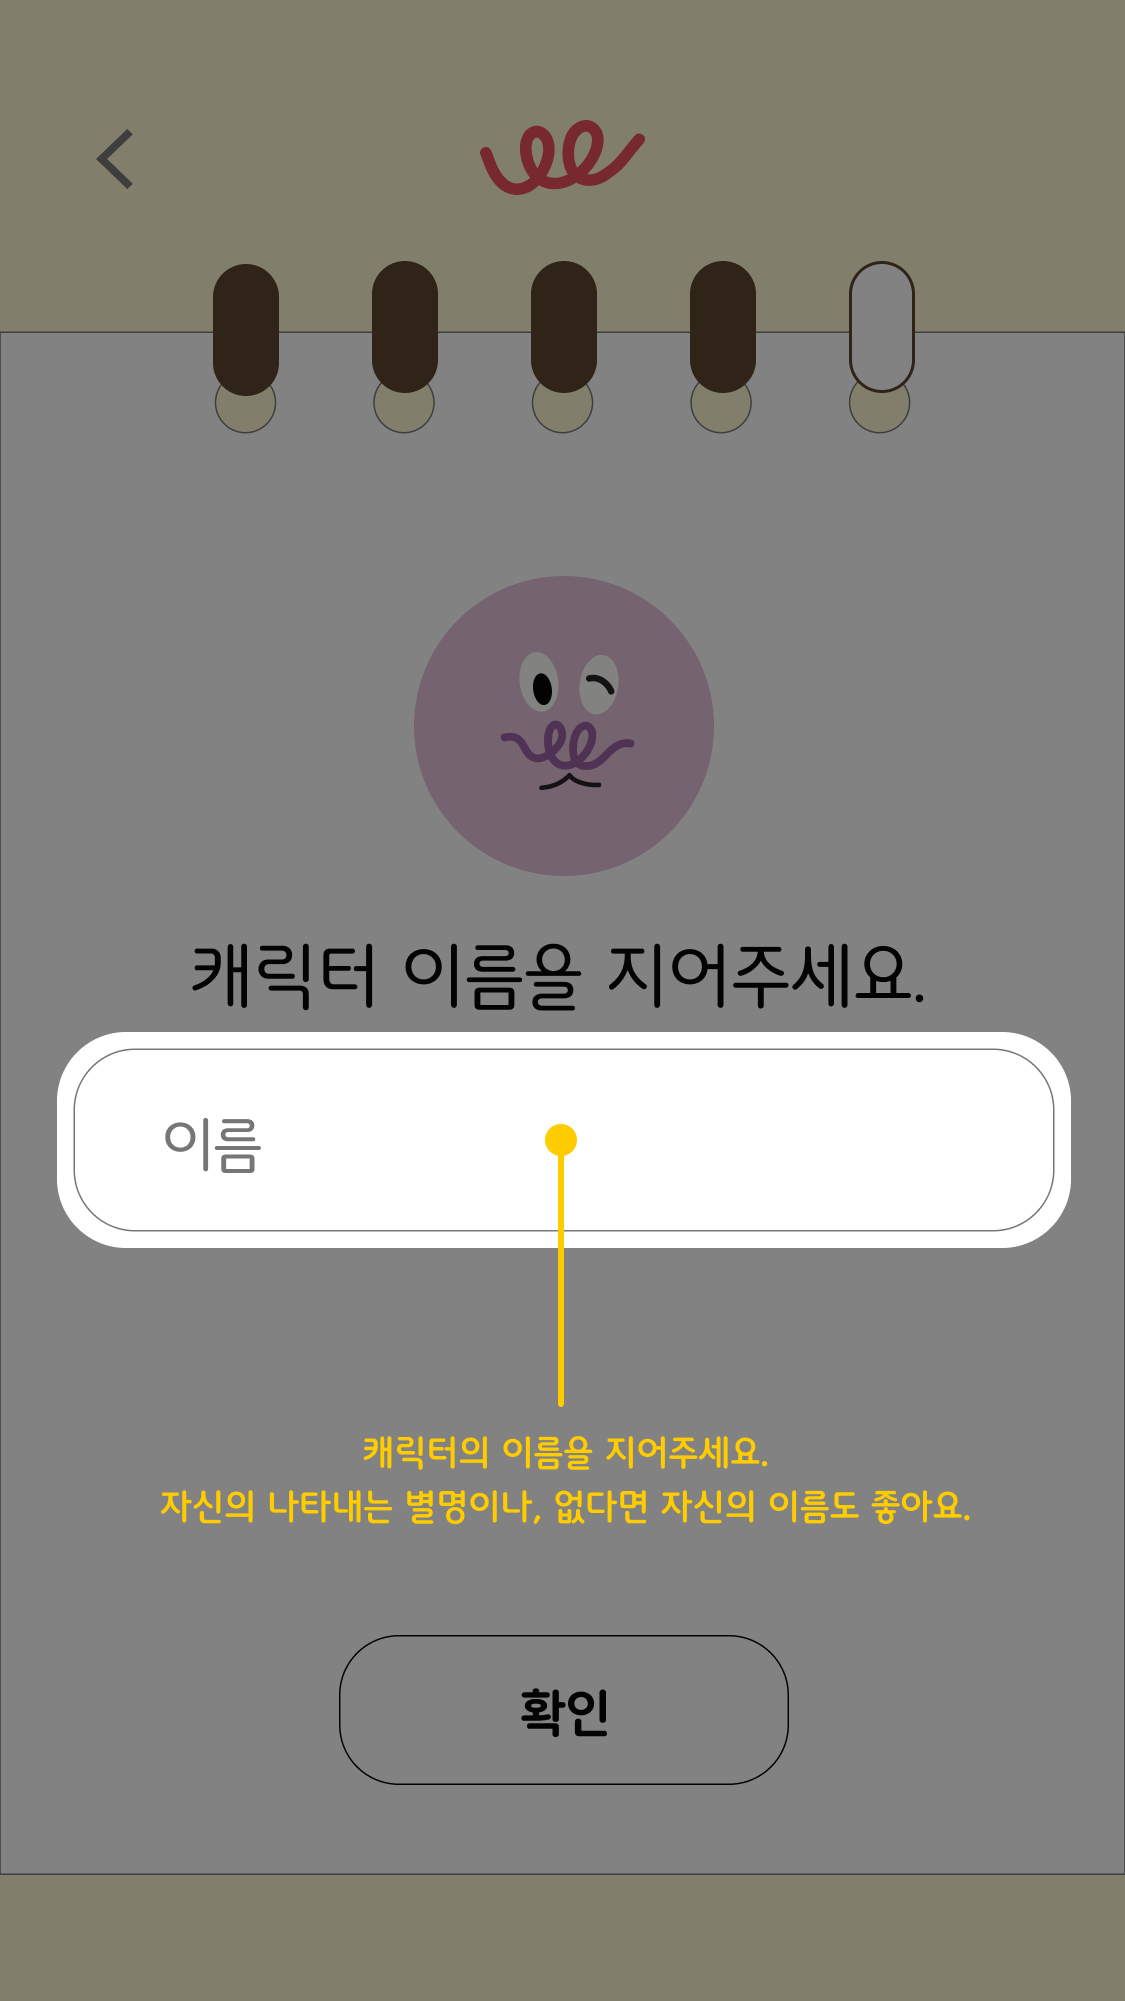 캐릭터 이름을 지어주세요.
이름
캐릭터의 이름을 지어주세요.
자신의 나타내는 별명이나, 없다면 자신의 이름도 좋아요.
확인